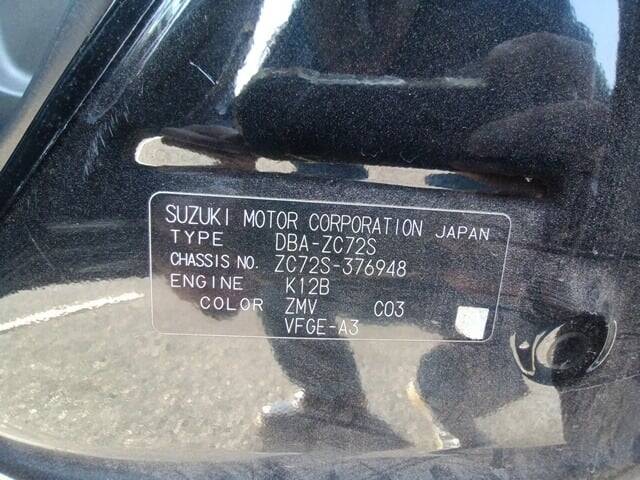 SUZUKI MOTOR CORPORATION JAPAN
TYPE DBA-ZC72S
CHASSIS NO. ZC72S-376948
ENGINE K12B
COLOR ZMV C03
VFGE-A3